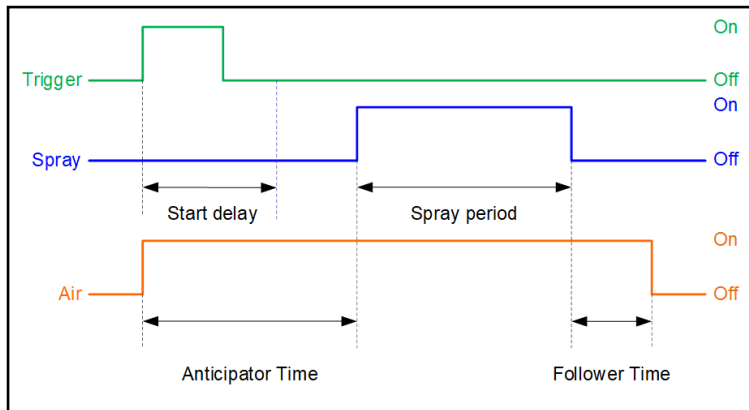 On
Trigger
Off
On
Spray
Off
Start delay
Spray period
On
Air
Off
Anticipator Time
Follower Time